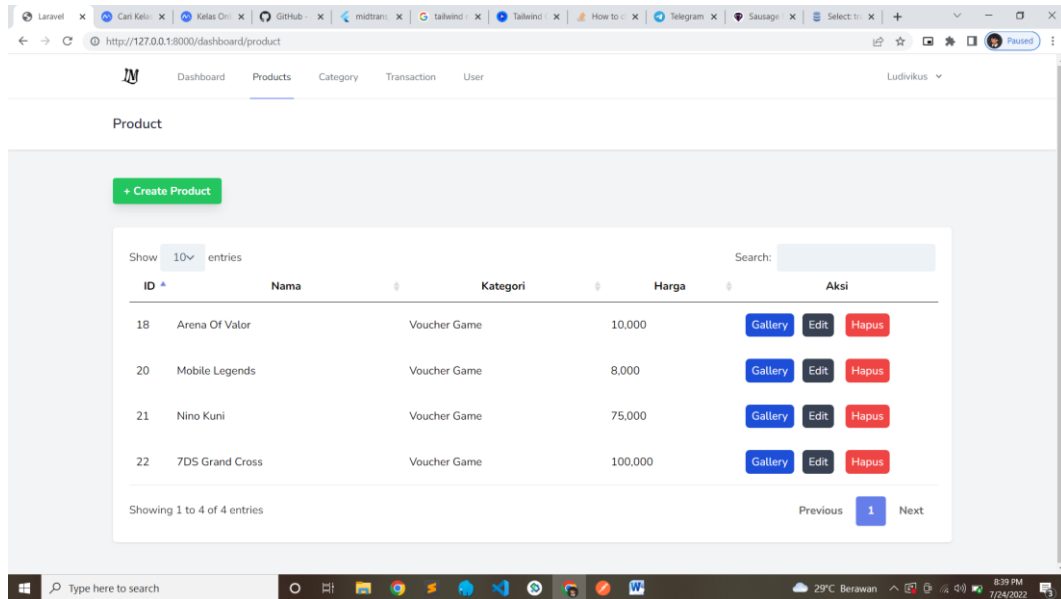 Laravel Cari Kelas Kelas Onl GitHub - midtrans tailwind Tailwind How to c Telegram Sausage Select: tr
http://127.0.0.1:8000/dashboard/product Paused
LM Dashboard Products Category Transaction User Ludivikus
Product
+ Create Product
Show 10 entries Search:
ID Nama Kategori Harga Aksi
18 Arena Of Valor Voucher Game 10,000 Gallery Edit Hapus
20 Mobile Legends Voucher Game 8,000 Gallery Edit Hapus
21 Nino Kuni Voucher Game 75,000 Gallery Edit Hapus
22 7DS Grand Cross Voucher Game 100,000 Gallery Edit Hapus
Showing 1 to 4 of 4 entries Previous 1 Next
Type here to search 29°C Berawan 8:39 PM
7/24/2022